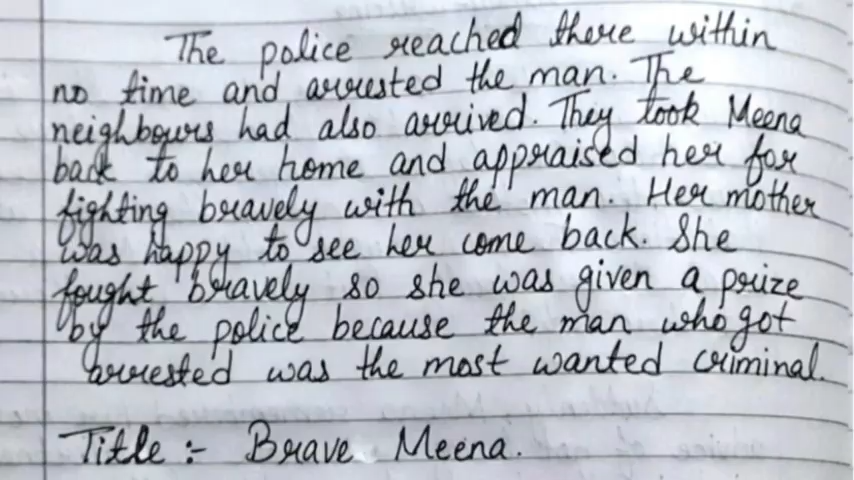 The police reached there within
no time and arrested the man. The
neighbours had also arrived. They took Meena
back to her home and appraised her for
fighting bravely with the man. Her mother
was happy to see her come back. She
fought bravely so she was given a prize
by the police because the man who got
arrested was the most wanted criminal.
Title :- Brave Meena.